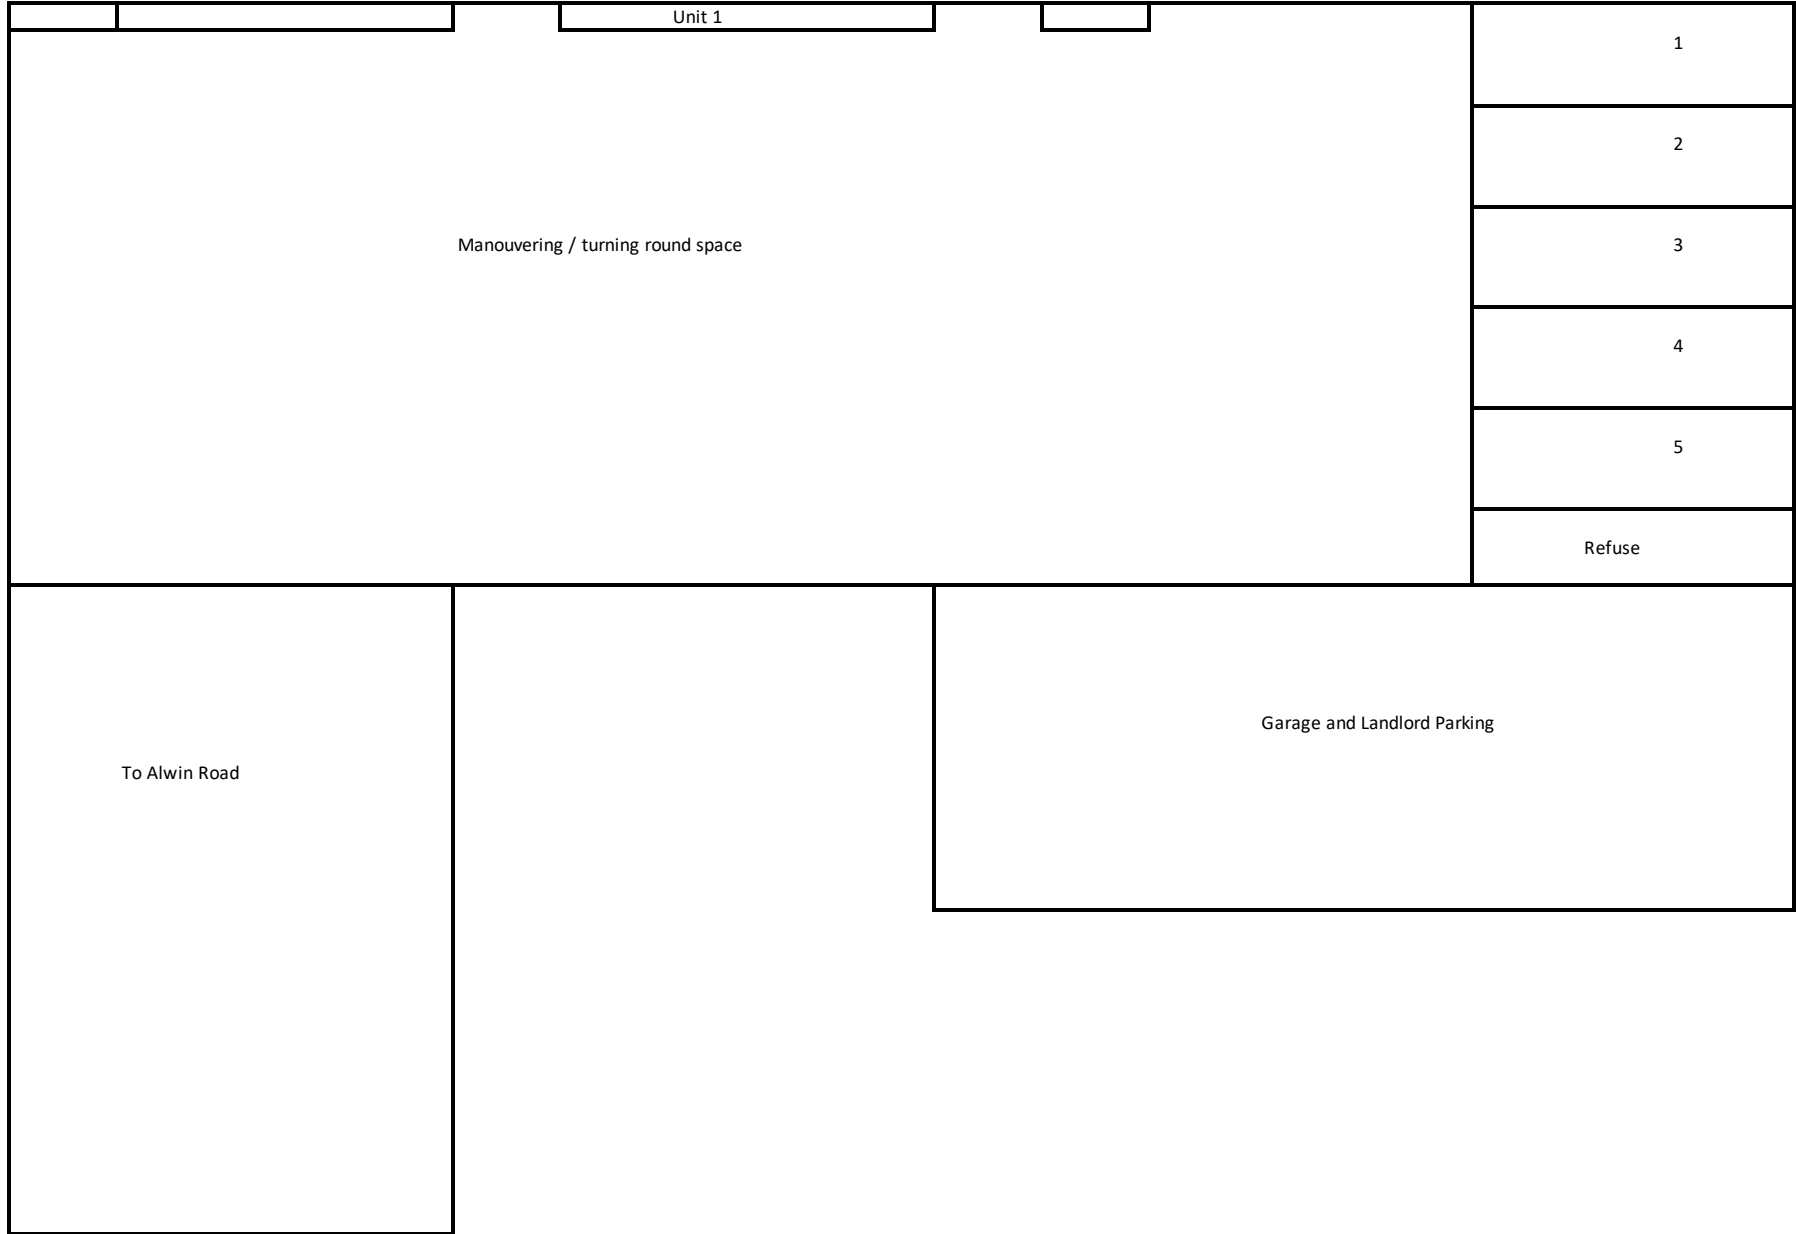 Unit 1
1
2
Manouvering / turning round space
3
4
5
Refuse
Garage and Landlord Parking
To Alwin Road